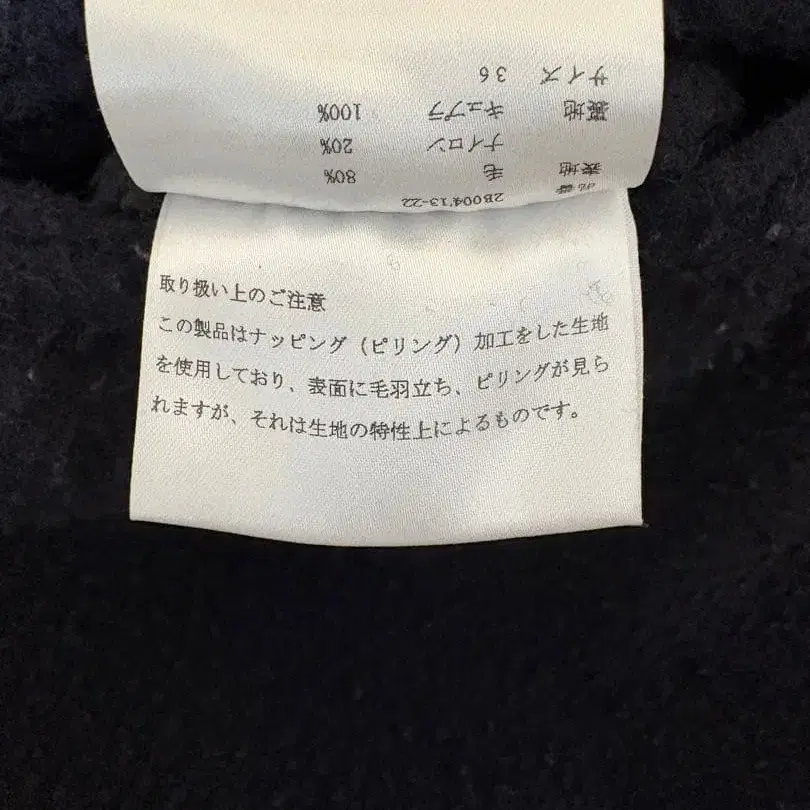 品番 2B004'13-22
表地 毛 80%
ナイロン 20%
裏地 キュプラ 100%
サイズ 36
取り扱い上のご注意
この製品はナッピング（ピリング）加工をした生地
を使用しており、表面に毛羽立ち、ピリングが見ら
れますが、それは生地の特性上によるものです。